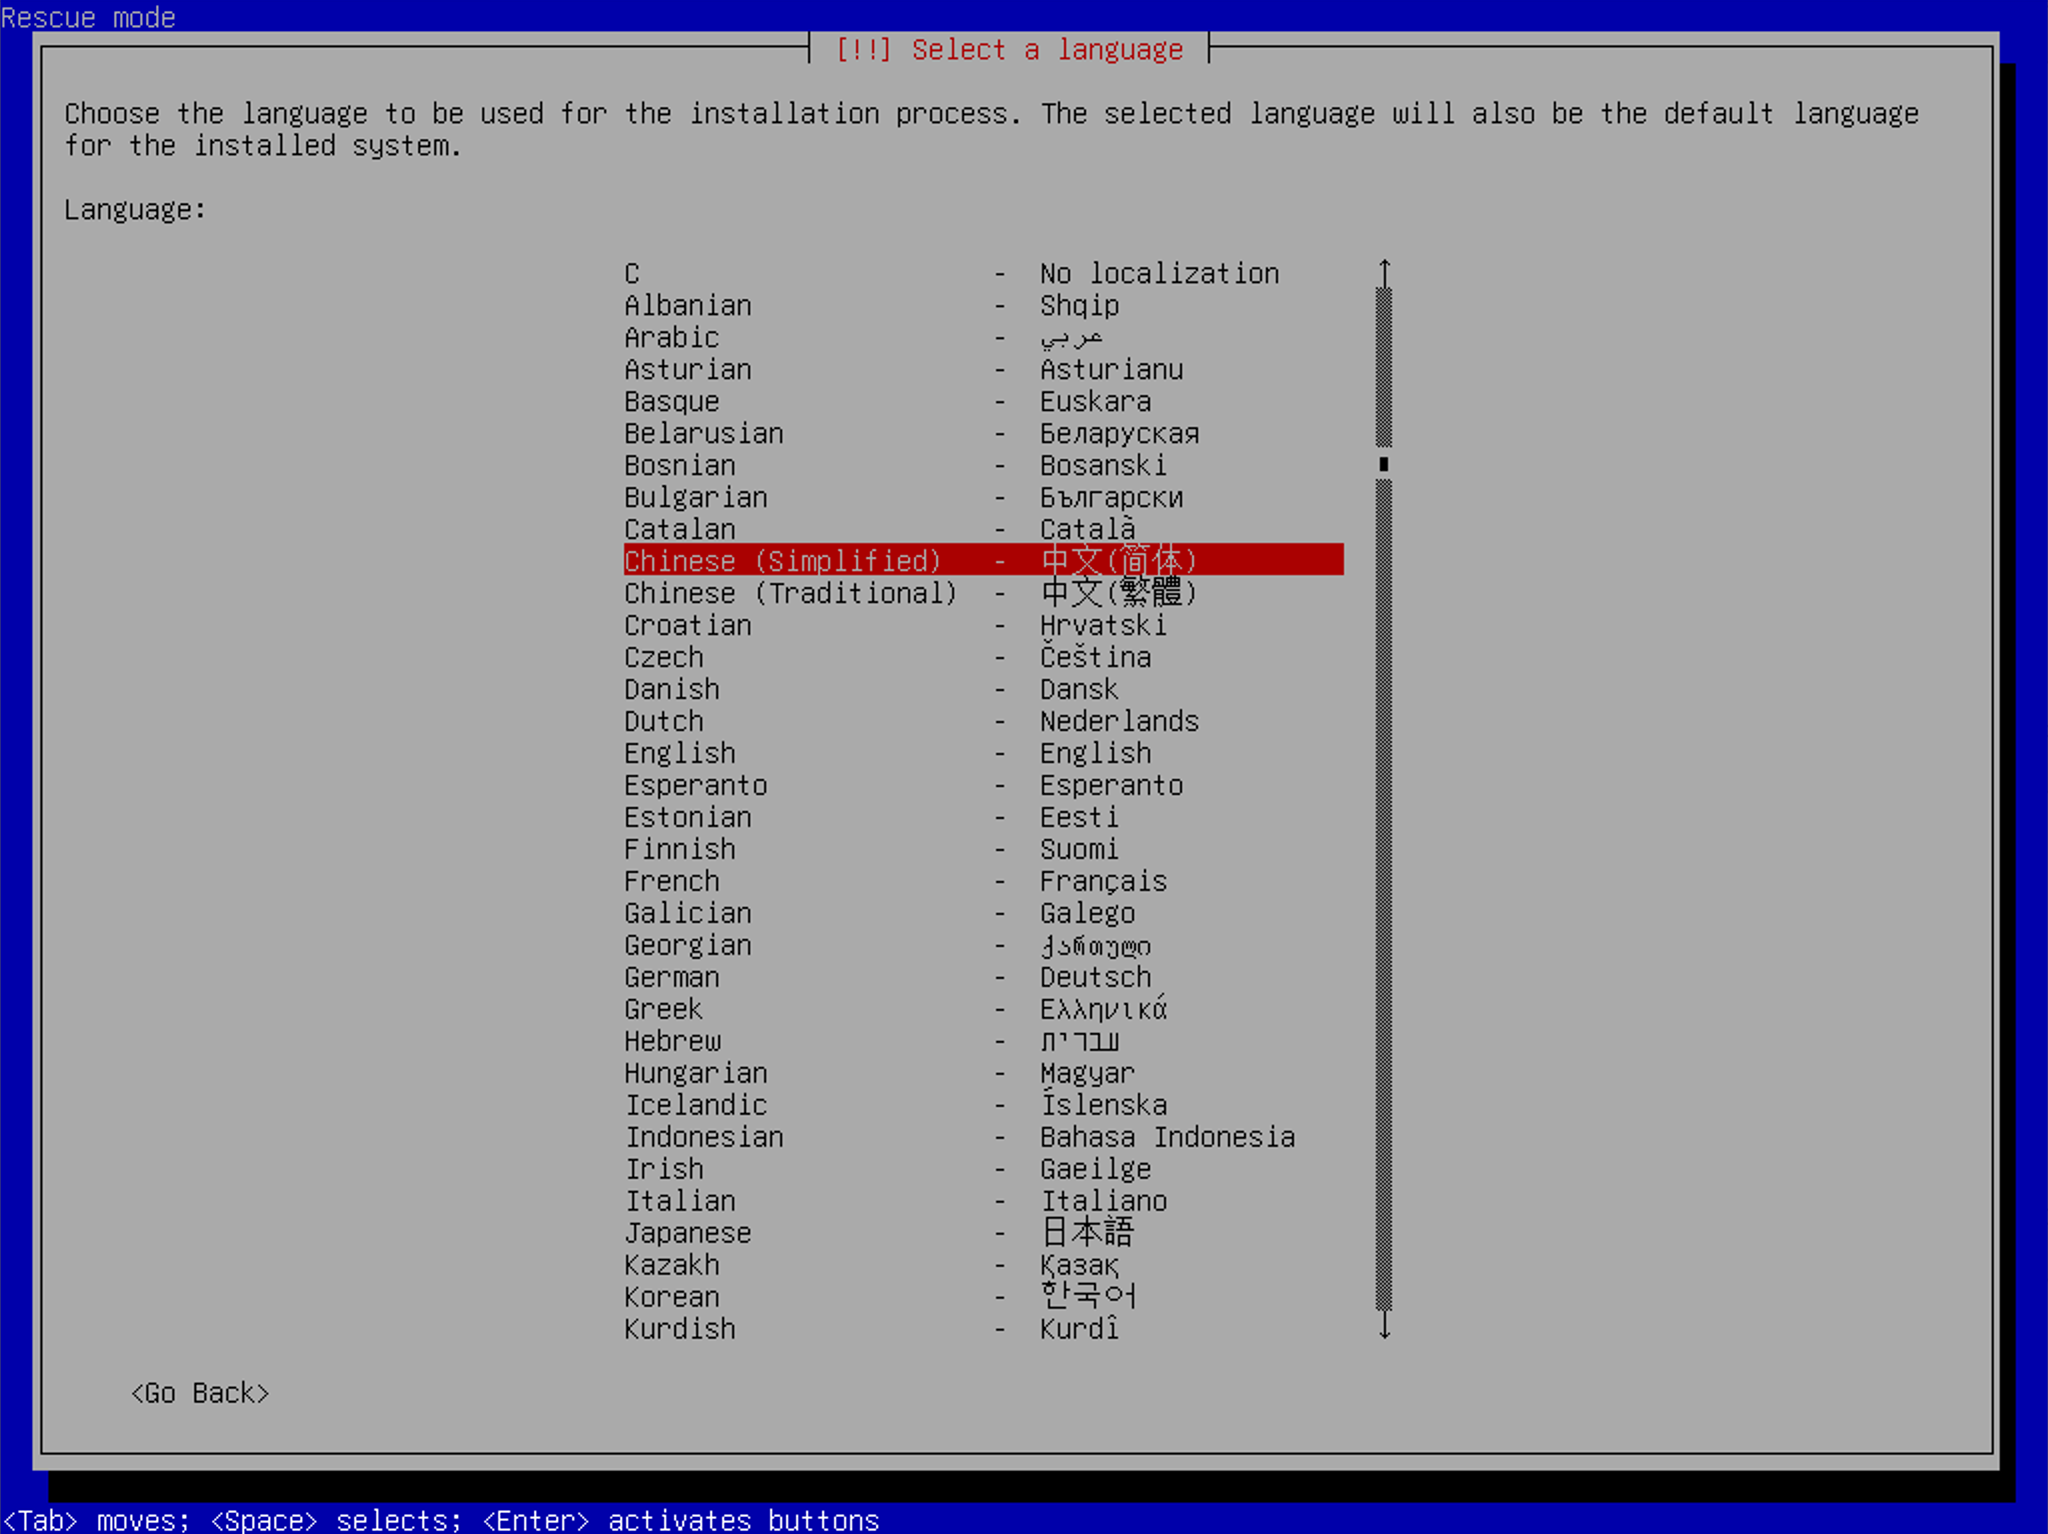 Rescue mode
[!!] Select a language
Choose the language to be used for the installation process. The selected language will also be the default language
for the installed system.
Language:
C - No localization
Albanian - Shqip
Arabic - عربي
Asturian - Asturianu
Basque - Euskara
Belarusian - Беларуская
Bosnian - Bosanski
Bulgarian - Български
Catalan - Català
Chinese (Simplified) - 中文(简体)
Chinese (Traditional) - 中文(繁體)
Croatian - Hrvatski
Czech - Čeština
Danish - Dansk
Dutch - Nederlands
English - English
Esperanto - Esperanto
Estonian - Eesti
Finnish - Suomi
French - Français
Galician - Galego
Georgian - ქართული
German - Deutsch
Greek - Ελληνικά
Hebrew - עברית
Hungarian - Magyar
Icelandic - Íslenska
Indonesian - Bahasa Indonesia
Irish - Gaeilge
Italian - Italiano
Japanese - 日本語
Kazakh - Қазақ
Korean - 한국어
Kurdish - Kurdî
<Go Back>
<Tab> moves; <Space> selects; <Enter> activates buttons